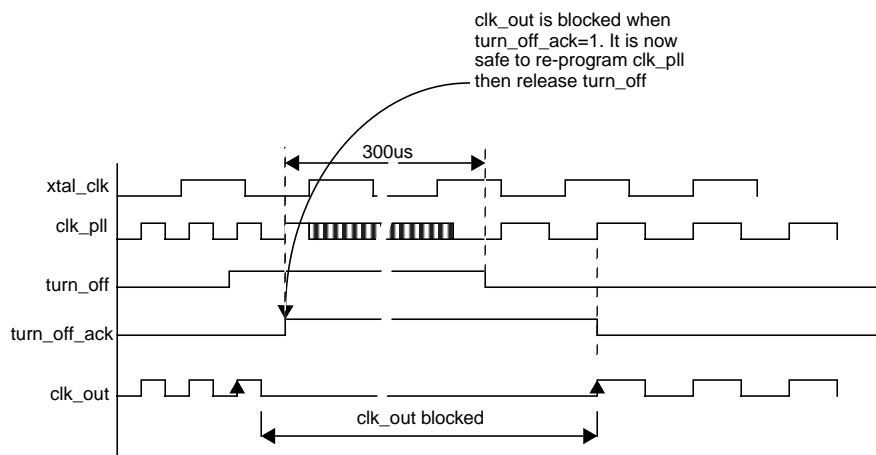 clk_out is blocked when
turn_off_ack=1. It is now
safe to re-program clk_pll
then release turn_off
300us
xtal_clk
clk_pll
turn_off
turn_off_ack
clk_out
clk_out blocked